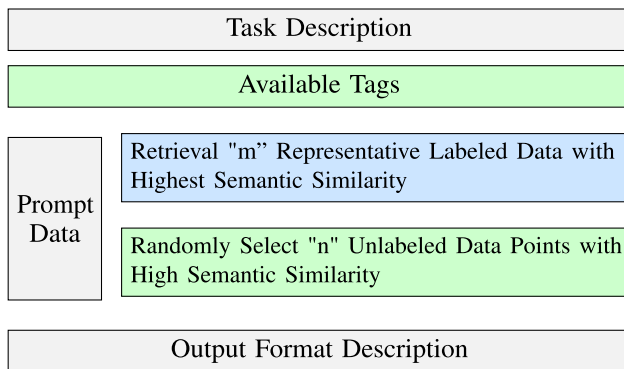 Task Description
Available Tags
Prompt
Data
Retrieval "m” Representative Labeled Data with
Highest Semantic Similarity
Randomly Select "n" Unlabeled Data Points with
High Semantic Similarity
Output Format Description